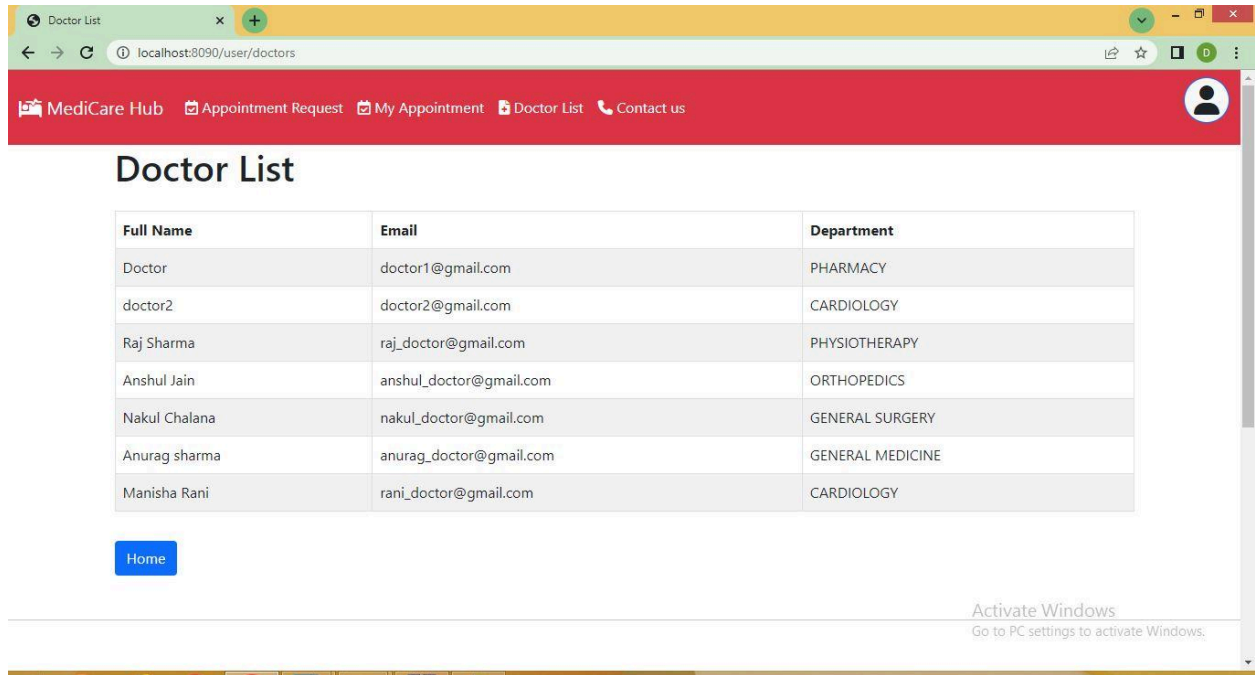 Doctor List
localhost:8090/user/doctors
D
MediCare Hub Appointment Request My Appointment Doctor List Contact us
Doctor List
Full Name Email Department
Doctor doctor1@gmail.com PHARMACY
doctor2 doctor2@gmail.com CARDIOLOGY
Raj Sharma raj_doctor@gmail.com PHYSIOTHERAPY
Anshul Jain anshul_doctor@gmail.com ORTHOPEDICS
Nakul Chalana nakul_doctor@gmail.com GENERAL SURGERY
Anurag sharma anurag_doctor@gmail.com GENERAL MEDICINE
Manisha Rani rani_doctor@gmail.com CARDIOLOGY
Home
Activate Windows
Go to PC settings to activate Windows.